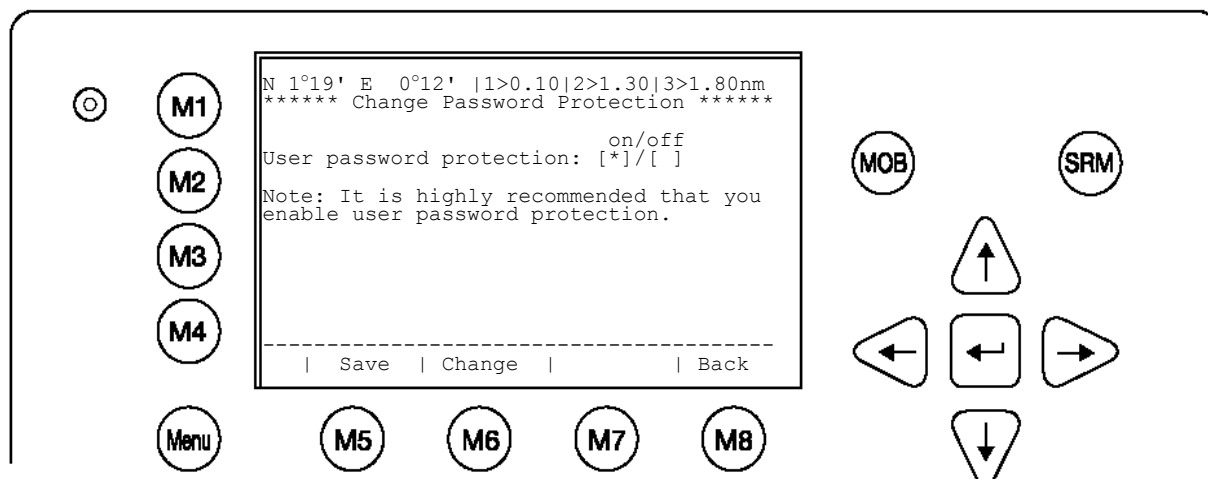 N 1°19' E  0°12' |1>0.10|2>1.30|3>1.80nm
****** Change Password Protection ******
on/off
User password protection: [*]/[ ]
Note: It is highly recommended that you
enable user password protection.
----------------------------------------
| Save | Change | | Back
M1
M2
M3
M4
Menu
M5
M6
M7
M8
MOB
SRM